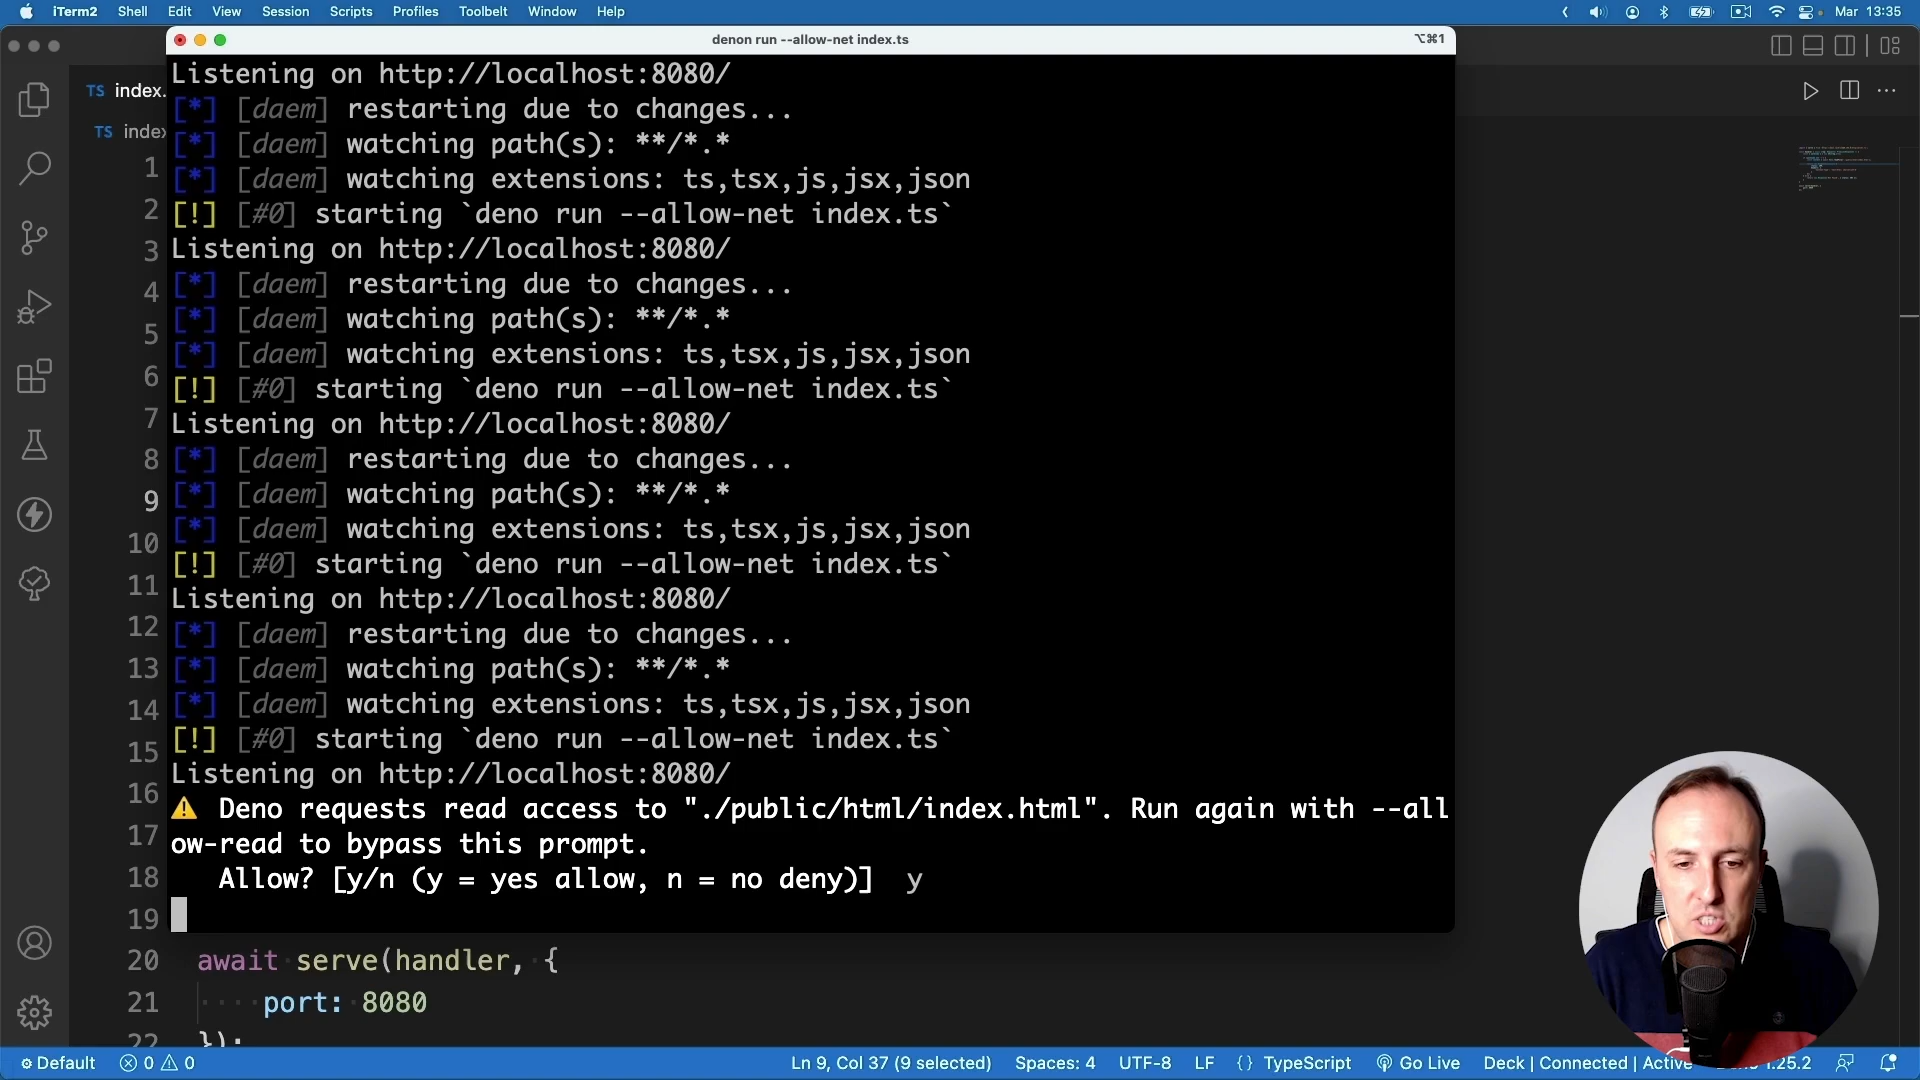 iTerm2 Shell Edit View Session Scripts Profiles Toolbelt Window Help Mar 13:35
denon run --allow-net index.ts ⌥⌘1
TS index.
TS index
Listening on http://localhost:8080/
[*] [daem] restarting due to changes...
[*] [daem] watching path(s): **/*.*
[*] [daem] watching extensions: ts,tsx,js,jsx,json
[!] [#0] starting `deno run --allow-net index.ts`
Listening on http://localhost:8080/
[*] [daem] restarting due to changes...
[*] [daem] watching path(s): **/*.*
[*] [daem] watching extensions: ts,tsx,js,jsx,json
[!] [#0] starting `deno run --allow-net index.ts`
Listening on http://localhost:8080/
[*] [daem] restarting due to changes...
[*] [daem] watching path(s): **/*.*
[*] [daem] watching extensions: ts,tsx,js,jsx,json
[!] [#0] starting `deno run --allow-net index.ts`
Listening on http://localhost:8080/
[*] [daem] restarting due to changes...
[*] [daem] watching path(s): **/*.*
[*] [daem] watching extensions: ts,tsx,js,jsx,json
[!] [#0] starting `deno run --allow-net index.ts`
Listening on http://localhost:8080/
⚠️ Deno requests read access to "./public/html/index.html". Run again with --all
ow-read to bypass this prompt.
Allow? [y/n (y = yes allow, n = no deny)] y
1
2
3
4
5
6
7
8
9
10
11
12
13
14
15
16
17
18
19
20 await serve(handler, {
21 port: 8080
22 });
Default 0 0 Ln 9, Col 37 (9 selected) Spaces: 4 UTF-8 LF {} TypeScript Go Live Deck | Connected | Active 1.25.2